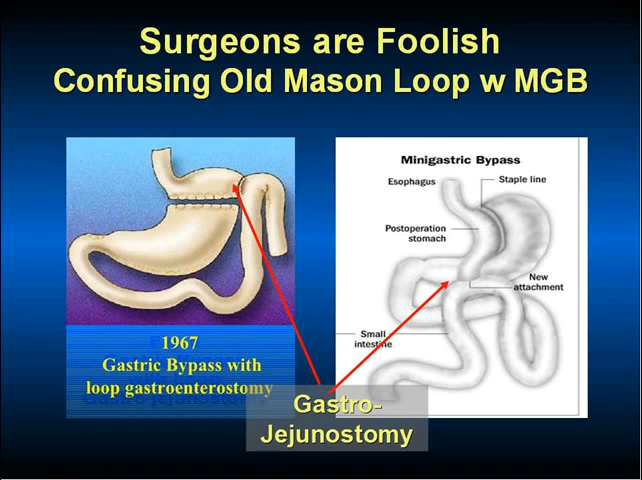 Surgeons are Foolish
Confusing Old Mason Loop w MGB
Minigastric Bypass
Esophagus
Staple line
Postoperation
stomach
New
attachment
Small
intestine
1967
Gastric Bypass with
loop gastroenterostomy
Gastro-
Jejunostomy